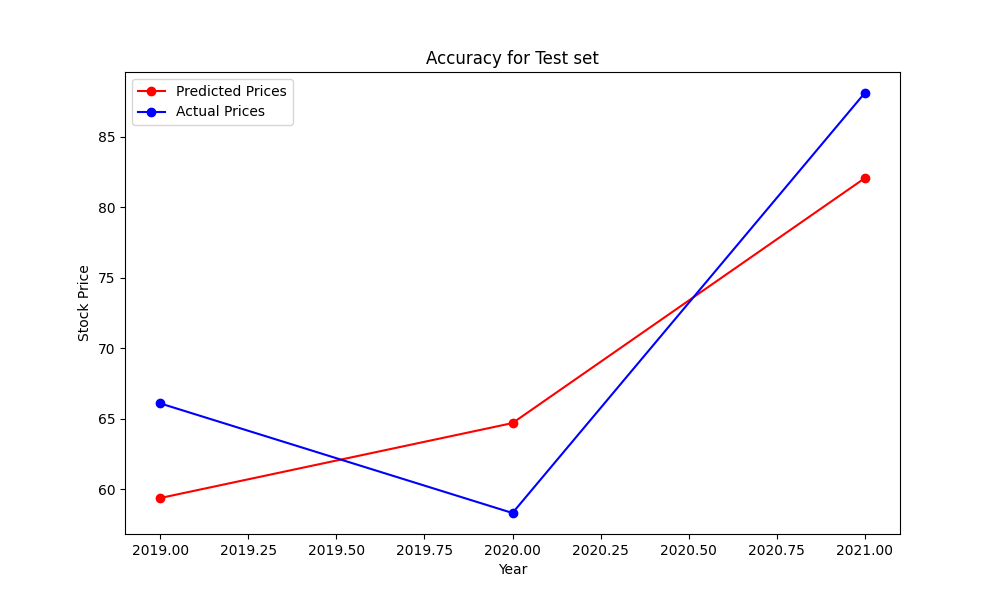 Accuracy for Test set
Predicted Prices
Actual Prices
Stock Price
85
80
75
70
65
60
2019.00 2019.25 2019.50 2019.75 2020.00 2020.25 2020.50 2020.75 2021.00
Year